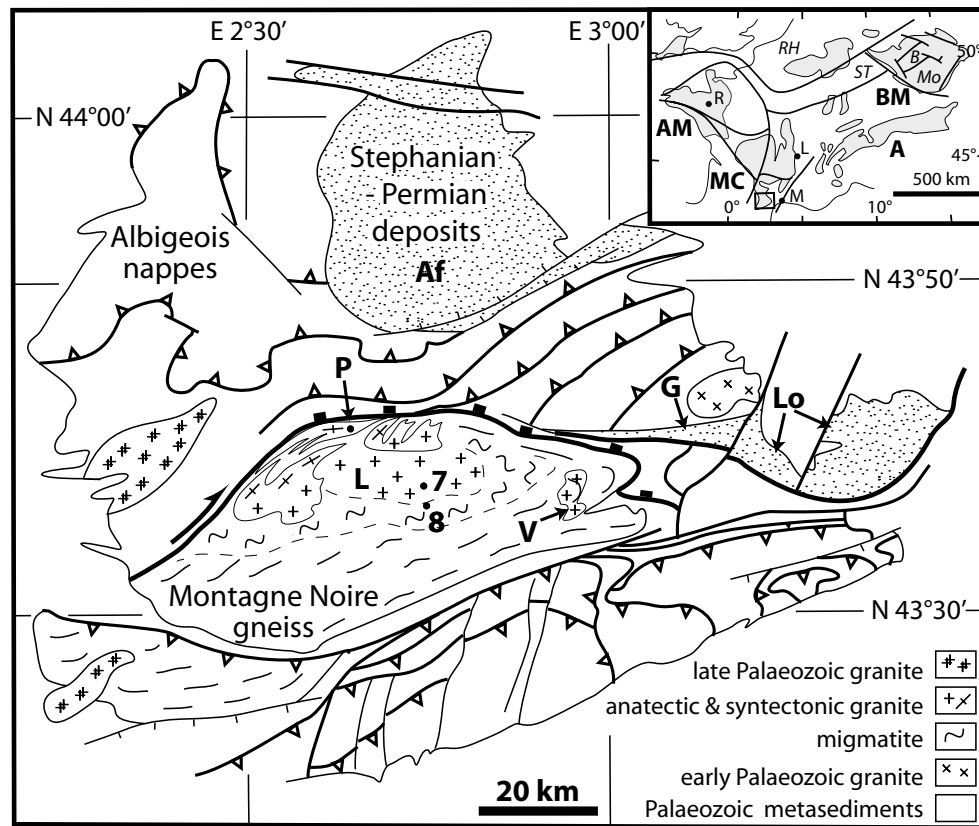 E 2°30′
E 3°00′
N 44°00′
RH
ST
B
Mo
50°
R
BM
AM
L
A
45°
MC
500 km
0°
M
10°
Stephanian
- Permian
deposits
Af
Albigeois
nappes
N 43°50′
P
G
Lo
L
7
8
V
Montagne Noire
gneiss
N 43°30′
late Palaeozoic granite
anatectic & syntectonic granite
migmatite
early Palaeozoic granite
Palaeozoic metasediments
20 km